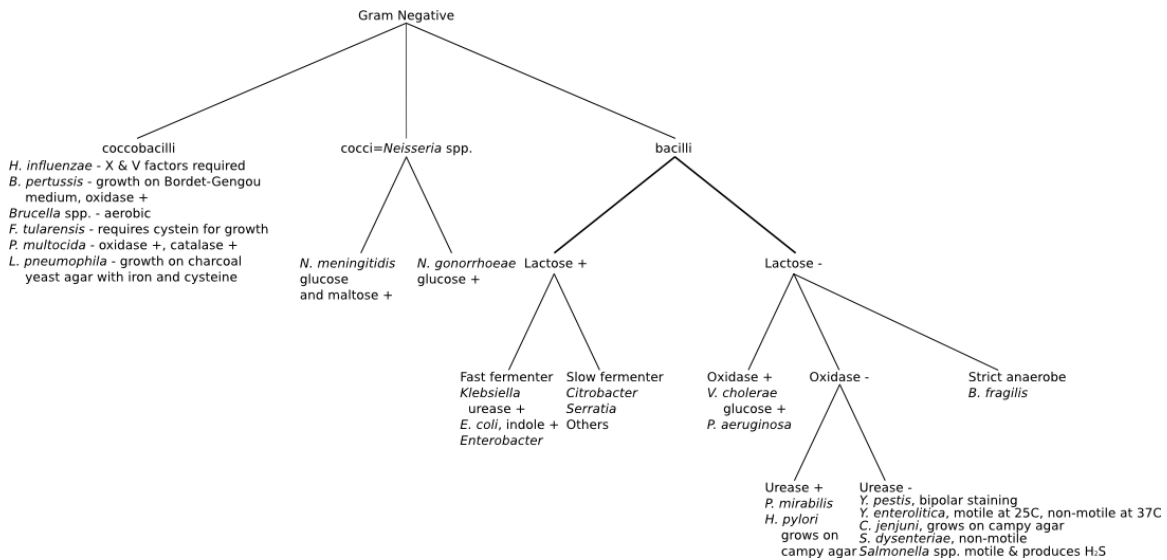 Gram Negative
coccobacilli
H. influenzae - X & V factors required
B. pertussis - growth on Bordet-Gengou
medium, oxidase +
Brucella spp. - aerobic
F. tularensis - requires cystein for growth
P. multocida - oxidase +, catalase +
L. pneumophila - growth on charcoal
yeast agar with iron and cysteine
cocci=Neisseria spp.
N. meningitidis
glucose
and maltose +
N. gonorrhoeae
glucose +
bacilli
Lactose +
Fast fermenter
Klebsiella
urease +
E. coli, indole +
Enterobacter
Slow fermenter
Citrobacter
Serratia
Others
Lactose -
Oxidase +
V. cholerae
glucose +
P. aeruginosa
Oxidase -
Urease +
P. mirabilis
H. pylori
grows on
campy agar
Urease -
Y. pestis, bipolar staining
Y. enterolitica, motile at 25C, non-motile at 37C
C. jenjuni, grows on campy agar
S. dysenteriae, non-motile
Salmonella spp. motile & produces H₂S
Strict anaerobe
B. fragilis